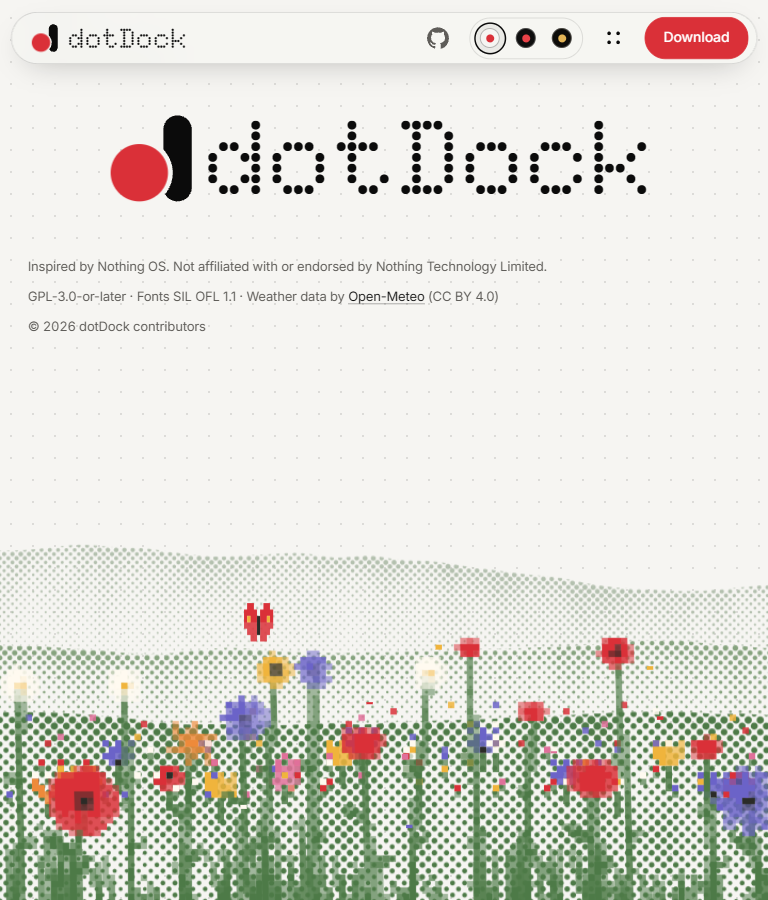 dotDock
Download
dotDock
Inspired by Nothing OS. Not affiliated with or endorsed by Nothing Technology Limited.
GPL-3.0-or-later · Fonts SIL OFL 1.1 · Weather data by Open-Meteo (CC BY 4.0)
© 2026 dotDock contributors